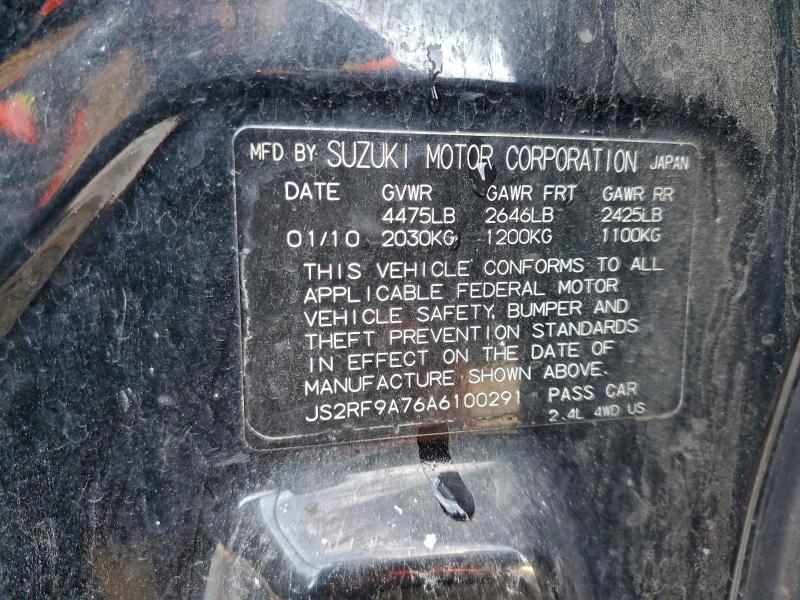 MFD BY SUZUKI MOTOR CORPORATION JAPAN
DATE GVWR GAWR FRT GAWR RR
4475LB 2646LB 2425LB
01/10 2030KG 1200KG 1100KG
THIS VEHICLE CONFORMS TO ALL
APPLICABLE FEDERAL MOTOR
VEHICLE SAFETY, BUMPER AND
THEFT PREVENTION STANDARDS
IN EFFECT ON THE DATE OF
MANUFACTURE SHOWN ABOVE.
JS2RF9A76A6100291 PASS CAR
2.4L 4WD US